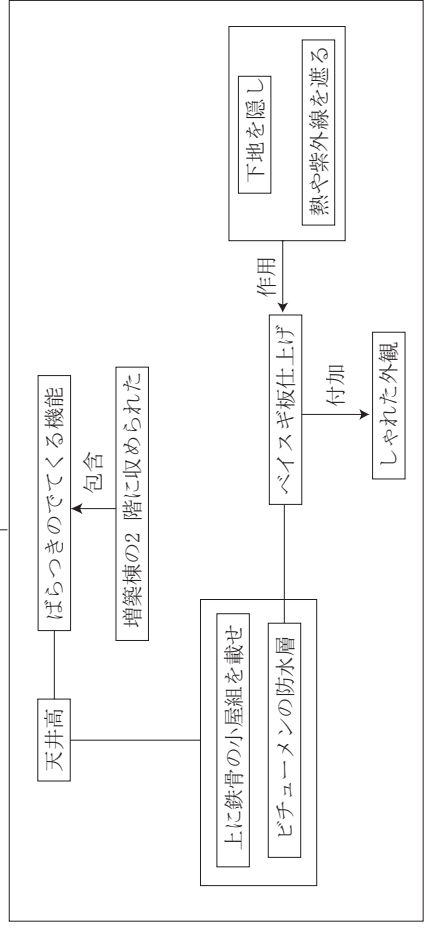 天井高
ばらつきのでてくる機能
包含
増築棟の2 階に収められた
上に鉄骨の小屋組を載せ
ビチューメンの防水層
ベイスギ板仕上げ
作用
下地を隠し
熱や紫外線を遮る
付加
しゃれた外観